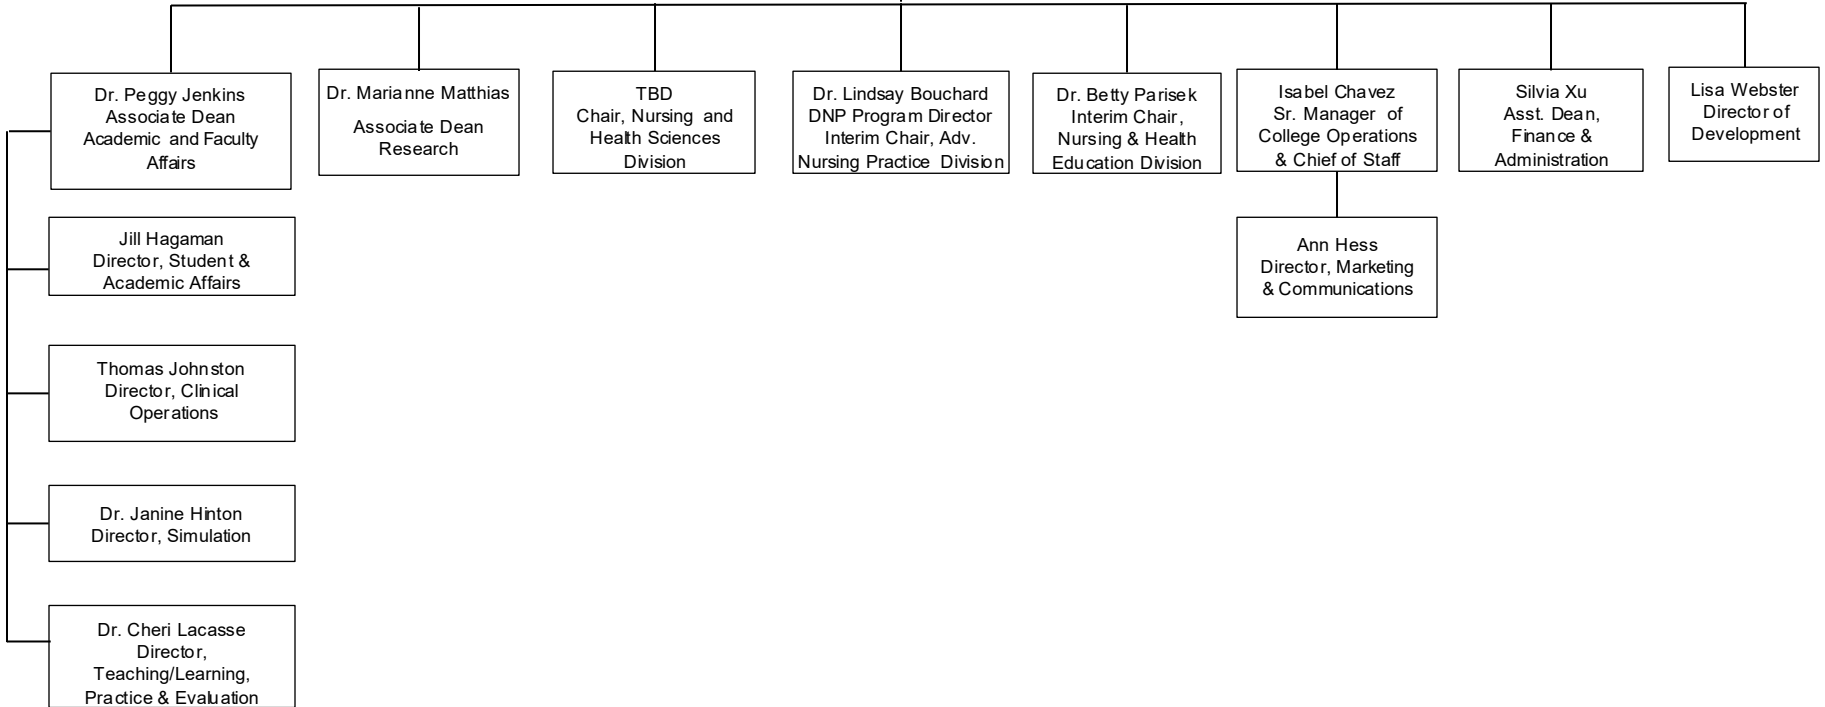 Dr. Peggy Jenkins
Associate Dean
Academic and Faculty
Affairs
Dr. Marianne Matthias
Associate Dean
Research
TBD
Chair, Nursing and
Health Sciences
Division
Dr. Lindsay Bouchard
DNP Program Director
Interim Chair, Adv.
Nursing Practice Division
Dr. Betty Parisek
Interim Chair,
Nursing & Health
Education Division
Isabel Chavez
Sr. Manager of
College Operations
& Chief of Staff
Silvia Xu
Asst. Dean,
Finance &
Administration
Lisa Webster
Director of
Development
Jill Hagaman
Director, Student &
Academic Affairs
Ann Hess
Director, Marketing
& Communications
Thomas Johnston
Director, Clinical
Operations
Dr. Janine Hinton
Director, Simulation
Dr. Cheri Lacasse
Director,
Teaching/Learning,
Practice & Evaluation